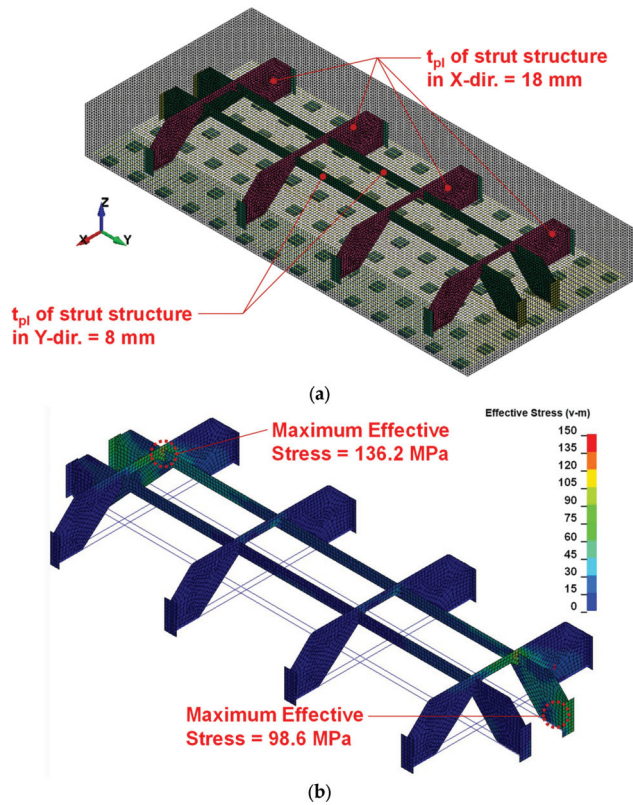 t_pl of strut structure
in X-dir. = 18 mm
Z
X
Y
t_pl of strut structure
in Y-dir. = 8 mm
(a)
Maximum Effective
Stress = 136.2 MPa
Effective Stress (v-m)
150
135
120
105
90
75
60
45
30
15
0
Maximum Effective
Stress = 98.6 MPa
(b)